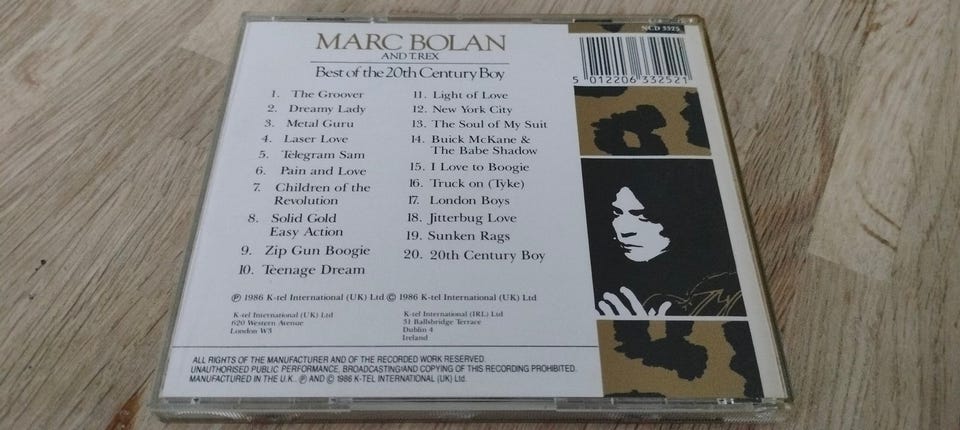 MARC BOLAN
AND T.REX
Best of the 20th Century Boy
1. The Groover
2. Dreamy Lady
3. Metal Guru
4. Laser Love
5. Telegram Sam
6. Pain and Love
7. Children of the
Revolution
8. Solid Gold
Easy Action
9. Zip Gun Boogie
10. Teenage Dream
11. Light of Love
12. New York City
13. The Soul of My Suit
14. Buick McKane &
The Babe Shadow
15. I Love to Boogie
16. Truck on (Tyke)
17. London Boys
18. Jitterbug Love
19. Sunken Rags
20. 20th Century Boy
℗ 1986 K-tel International (UK) Ltd © 1986 K-tel International (UK) Ltd
K-tel International (UK) Ltd
620 Western Avenue
London W3
K-tel International (IRL) Ltd
31 Ballsbridge Terrace
Dublin 4
Ireland
ALL RIGHTS OF THE MANUFACTURER AND OF THE RECORDED WORK RESERVED.
UNAUTHORISED PUBLIC PERFORMANCE, BROADCASTING AND COPYING OF THIS RECORDING PROHIBITED.
MANUFACTURED IN THE U.K. ℗ AND © 1986 K-TEL INTERNATIONAL (UK) Ltd.
NCD 3325
5 012206 332521